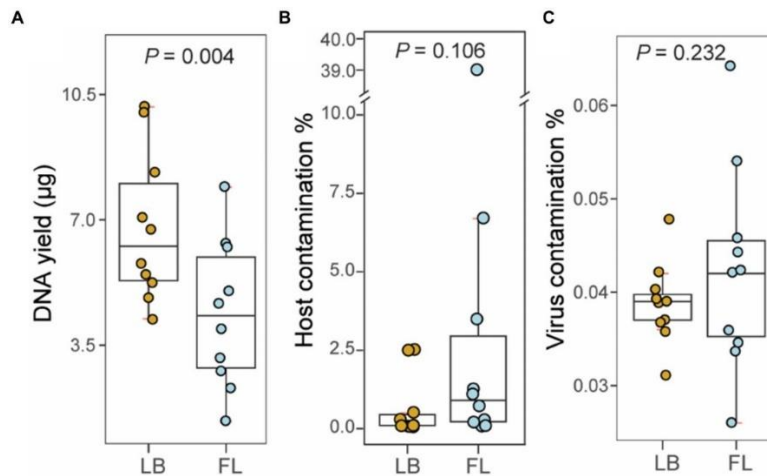 A
P = 0.004
DNA yield (µg)
10.5
7.0
3.5
LB FL
B
P = 0.106
Host contamination %
40.0
39.0
10.0
7.5
5.0
2.5
0.0
LB FL
C
P = 0.232
Virus contamination %
0.06
0.05
0.04
0.03
LB FL